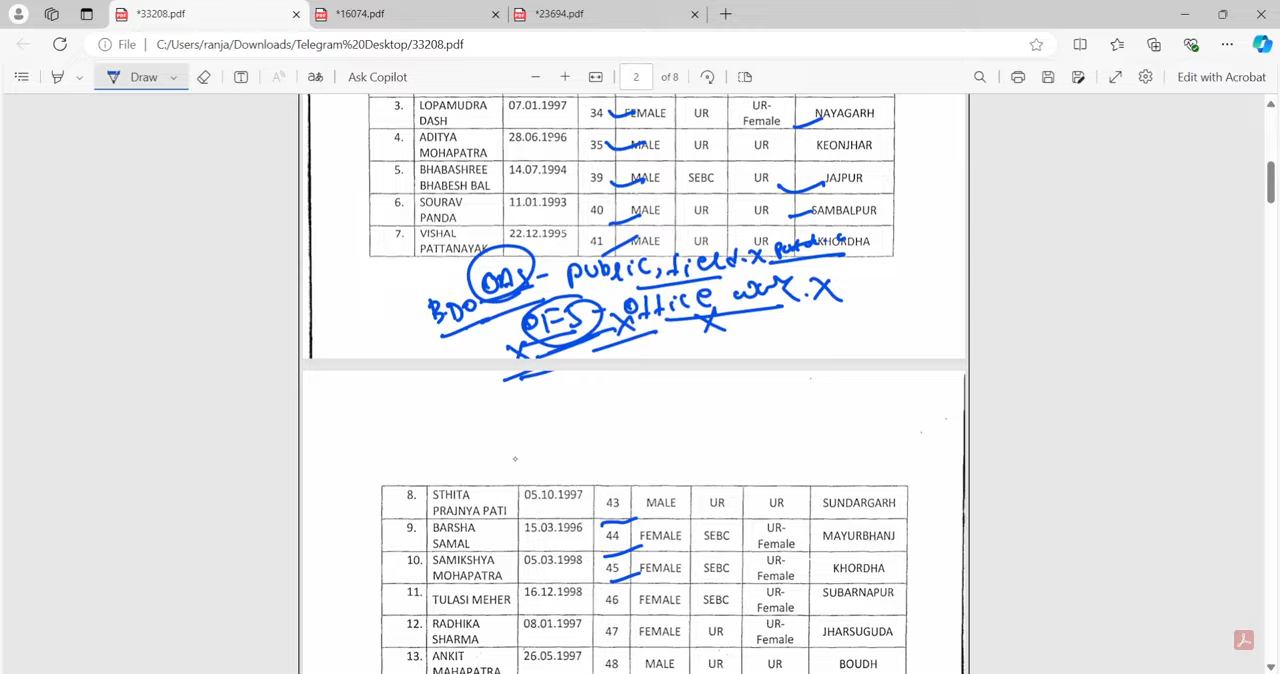 *33208.pdf
*16074.pdf
*23694.pdf
File C:/Users/ranja/Downloads/Telegram%20Desktop/33208.pdf
Draw aあ Ask Copilot 2 of 8 Edit with Acrobat
3. LOPAMUDRA DASH 07.01.1997 34 FEMALE UR UR-Female NAYAGARH
4. ADITYA MOHAPATRA 28.06.1996 35 MALE UR UR KEONJHAR
5. BHABASHREE BHABESH BAL 14.07.1994 39 MALE SEBC UR JAJPUR
6. SOURAV PANDA 11.01.1993 40 MALE UR UR SAMBALPUR
7. VISHAL PATTANAYAK 22.12.1995 41 MALE UR UR KHORDHA
OAS - public, field. x
BDO
OFS - office work. X
X X
X
8. STHITA PRAJNYA PATI 05.10.1997 43 MALE UR UR SUNDARGARH
9. BARSHA SAMAL 15.03.1996 44 FEMALE SEBC UR-Female MAYURBHANJ
10. SAMIKSHYA MOHAPATRA 05.03.1998 45 FEMALE SEBC UR-Female KHORDHA
11. TULASI MEHER 16.12.1998 46 FEMALE SEBC UR-Female SUBARNAPUR
12. RADHIKA SHARMA 08.01.1997 47 FEMALE UR UR-Female JHARSUGUDA
13. ANKIT MAHAPATRA 26.05.1997 48 MALE UR UR BOUDH